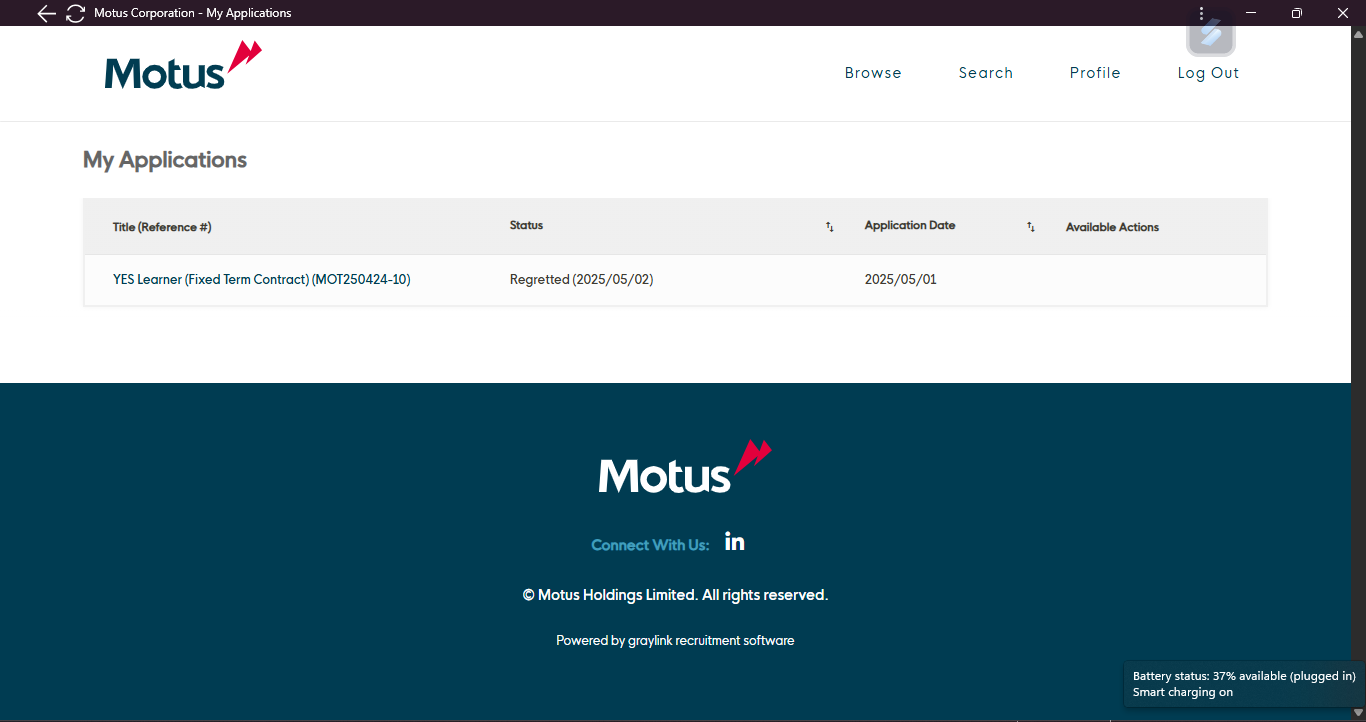 Motus Corporation - My Applications
Motus
Browse Search Profile Log Out
My Applications
Title (Reference #) Status Application Date Available Actions
YES Learner (Fixed Term Contract) (MOT250424-10) Regretted (2025/05/02) 2025/05/01
Motus
Connect With Us: in
© Motus Holdings Limited. All rights reserved.
Powered by graylink recruitment software
Battery status: 37% available (plugged in)
Smart charging on